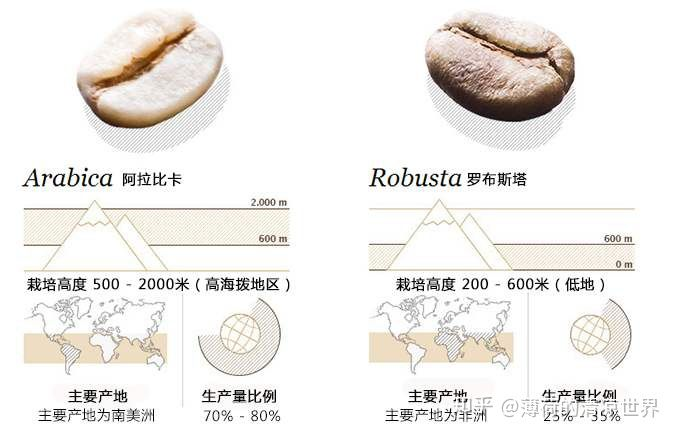 Arabica 阿拉比卡
2.000 m
600 m
栽培高度 500 - 2000米（高海拨地区）
主要产地
主要产地为南美洲
生产量比例
70% - 80%
Robusta 罗布斯塔
600 m
0 m
栽培高度 200 - 600米（低地）
主要产地
主要产地为非洲
生产量比例
25% - 35%
知乎 @薄荷的清凉世界